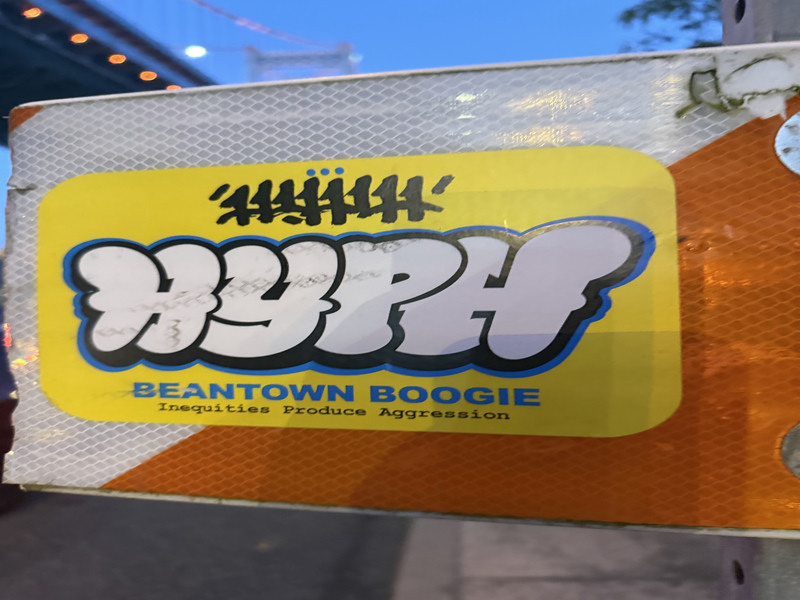 HYPH
BEANTOWN BOOGIE
Inequities Produce Aggression